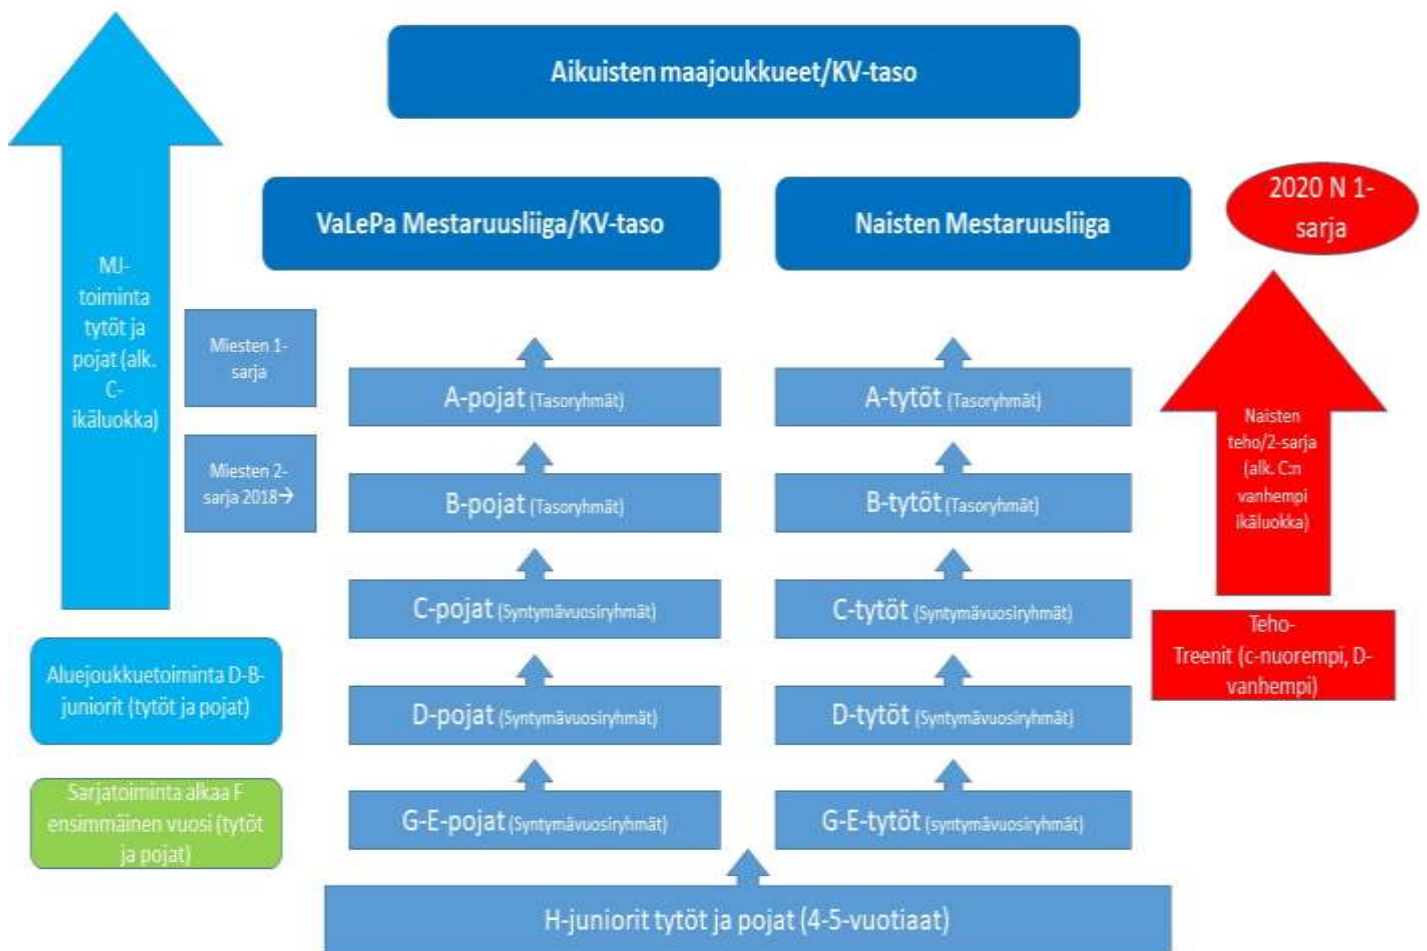 Aikuisten maajoukkueet/KV-taso
VaLePa Mestaruusliiga/KV-taso
Naisten Mestaruusliiga
2020 N 1-
sarja
MJ-
toiminta
tytöt ja
pojat (alk.
C-
ikäluokka)
Miesten 1-
sarja
Miesten 2-
sarja 2018→
A-pojat (Tasoryhmät)
A-tytöt (Tasoryhmät)
B-pojat (Tasoryhmät)
B-tytöt (Tasoryhmät)
C-pojat (Syntymävuosiryhmät)
C-tytöt (Syntymävuosiryhmät)
D-pojat (Syntymävuosiryhmät)
D-tytöt (Syntymävuosiryhmät)
G-E-pojat (Syntymävuosiryhmät)
G-E-tytöt (syntymävuosiryhmät)
H-juniorit tytöt ja pojat (4-5-vuotiaat)
Naisten
teho/2-sarja
(alk. C:n
vanhempi
ikäluokka)
Teho-
Treenit (c-nuorempi, D-
vanhempi)
Aluejoukkuetoiminta D-B-
juniorit (tytöt ja pojat)
Sarjatoiminta alkaa F
ensimmäinen vuosi (tytöt
ja pojat)